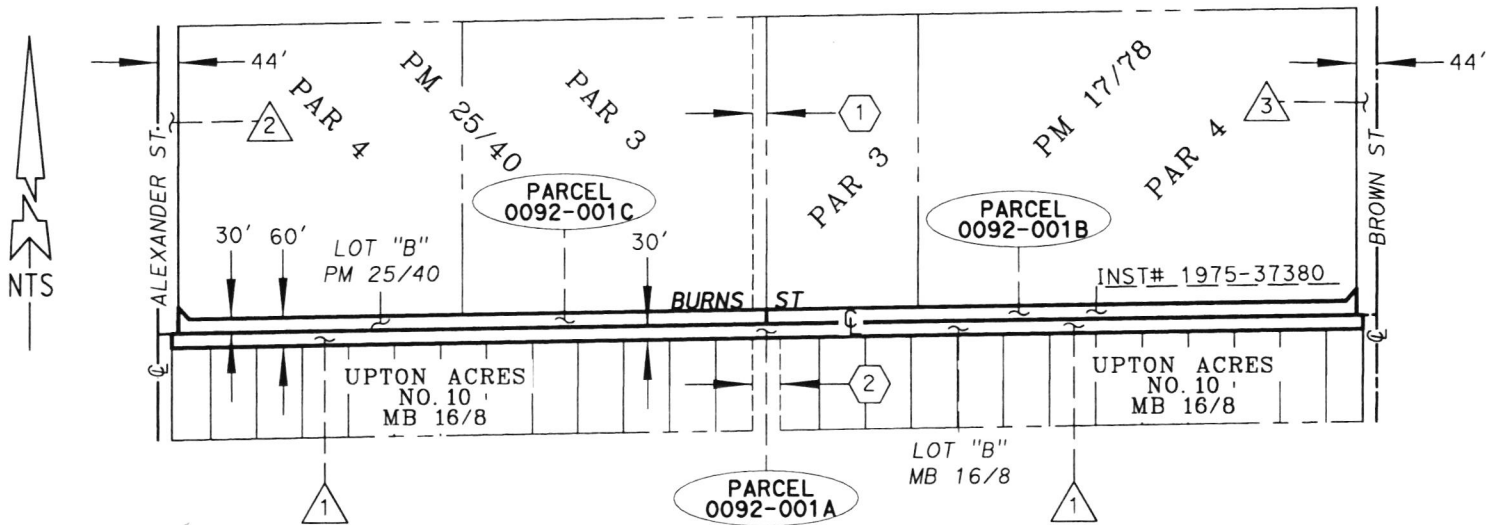 44'
44'
PAR 4
PM 25/40
PAR 3
PM 17/78
PAR 3
PAR 4
2
1
3
ALEXANDER ST.
BROWN ST
NTS
PARCEL
0092-001C
PARCEL
0092-001B
30'
60'
LOT "B"
PM 25/40
30'
INST# 1975-37380
BURNS ST
℄
℄
℄
UPTON ACRES
NO. 10
MB 16/8
2
UPTON ACRES
NO. 10
MB 16/8
LOT "B"
MB 16/8
1
PARCEL
0092-001A
1